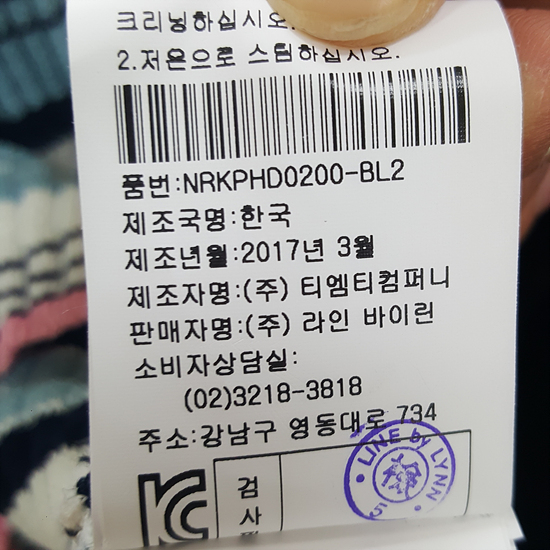 크리닝하십시오.
2.저온으로 스팀하십시오.
품번:NRKPHD0200-BL2
제조국명:한국
제조년월:2017년 3월
제조자명:(주) 티엠티컴퍼니
판매자명:(주) 라인 바이린
소비자상담실:
(02)3218-3818
주소:강남구 영동대로 734
LINE by LYNN
5
KC
검
사